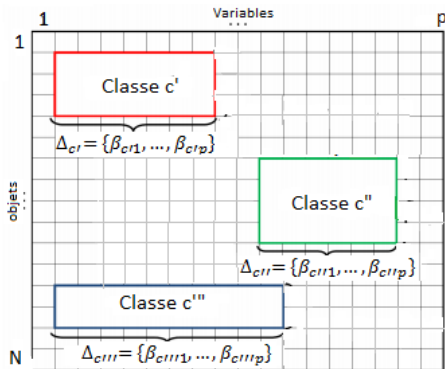 Variables
1 ... p
1
Classe c'
Δc' = {βc'1, ..., βc'p}
objets
...
Classe c''
Δc'' = {βc''1, ..., βc''p}
Classe c'''
N
Δc''' = {βc'''1, ..., βc'''p}